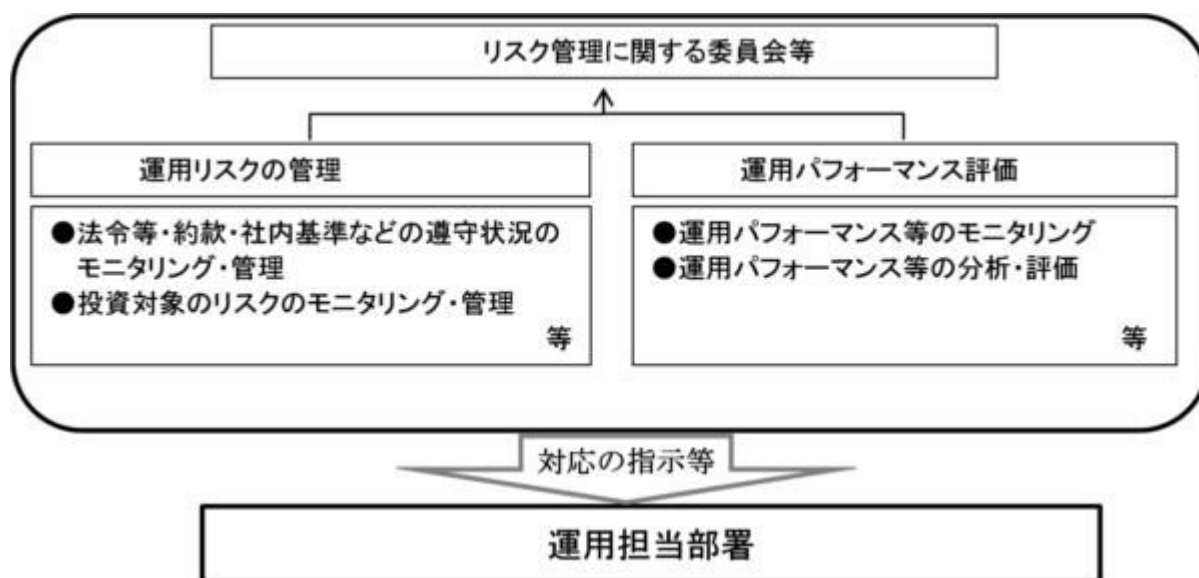 リスク管理に関する委員会等
運用リスクの管理
●法令等・約款・社内基準などの遵守状況の
モニタリング・管理
●投資対象のリスクのモニタリング・管理
等
運用パフォーマンス評価
●運用パフォーマンス等のモニタリング
●運用パフォーマンス等の分析・評価
等
対応の指示等
運用担当部署